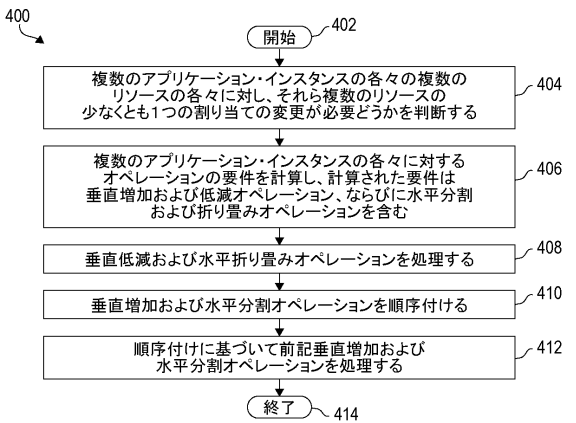 400
開始
402
複数のアプリケーション・インスタンスの各々の複数の
リソースの各々に対し、それら複数のリソースの
少なくとも1つの割り当ての変更が必要どうかを判断する
404
複数のアプリケーション・インスタンスの各々に対する
オペレーションの要件を計算し、計算された要件は
垂直増加および低減オペレーション、ならびに水平分割
および折り畳みオペレーションを含む
406
垂直低減および水平折り畳みオペレーションを処理する
408
垂直増加および水平分割オペレーションを順序付ける
410
順序付けに基づいて前記垂直増加および
水平分割オペレーションを処理する
412
終了
414